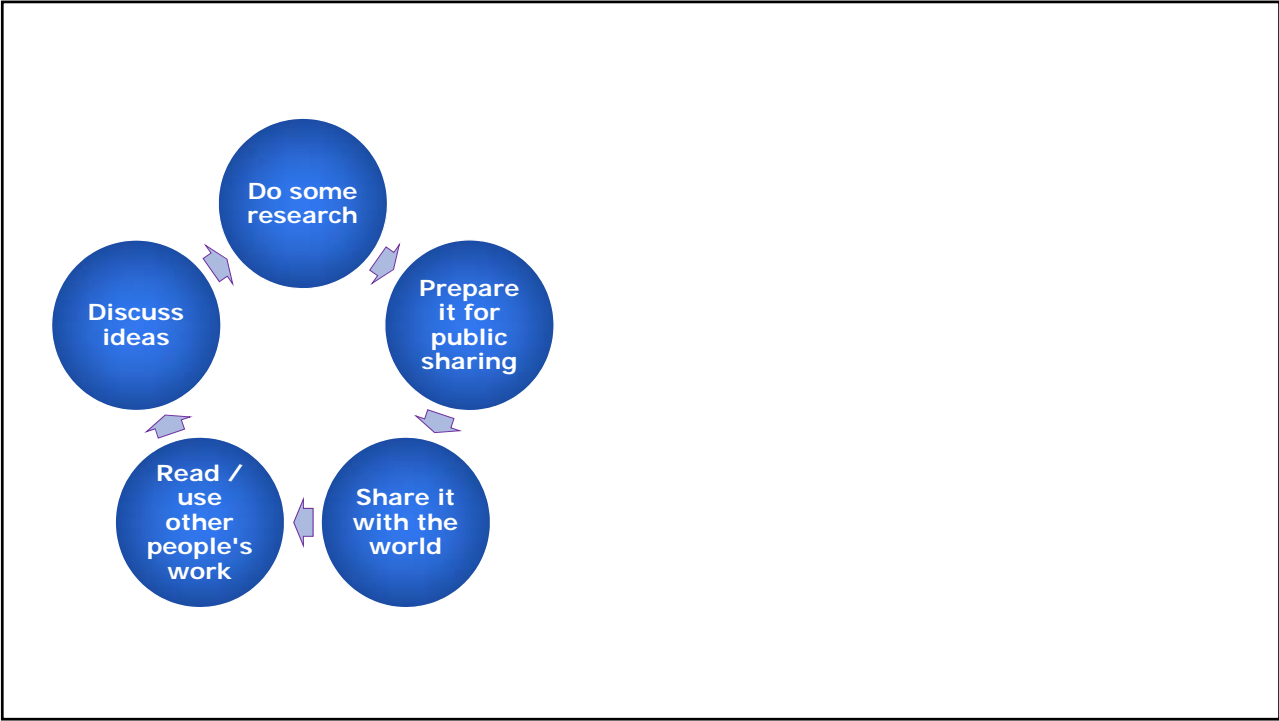 Do some
research
Prepare
it for
public
sharing
Share it
with the
world
Read /
use
other
people's
work
Discuss
ideas